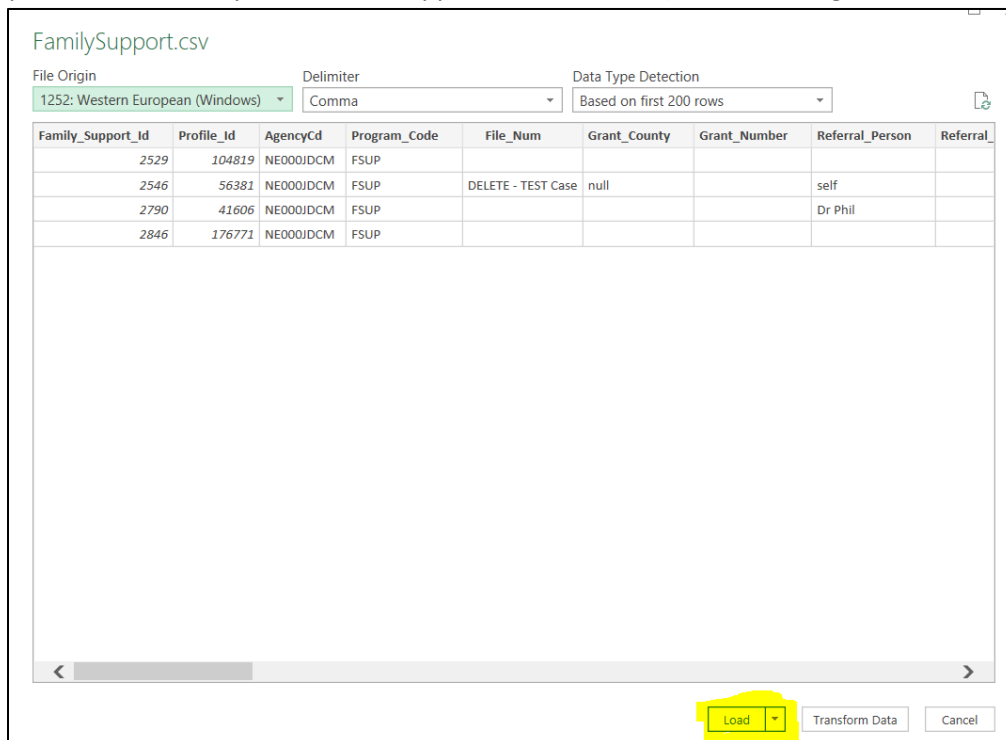 FamilySupport.csv
File Origin Delimiter Data Type Detection
1252: Western European (Windows) Comma Based on first 200 rows
Family_Support_Id Profile_Id AgencyCd Program_Code File_Num Grant_County Grant_Number Referral_Person Referral_
2529 104819 NE000JDCM FSUP
2546 56381 NE000JDCM FSUP DELETE - TEST Case null self
2790 41606 NE000JDCM FSUP Dr Phil
2846 176771 NE000JDCM FSUP
Load Transform Data Cancel